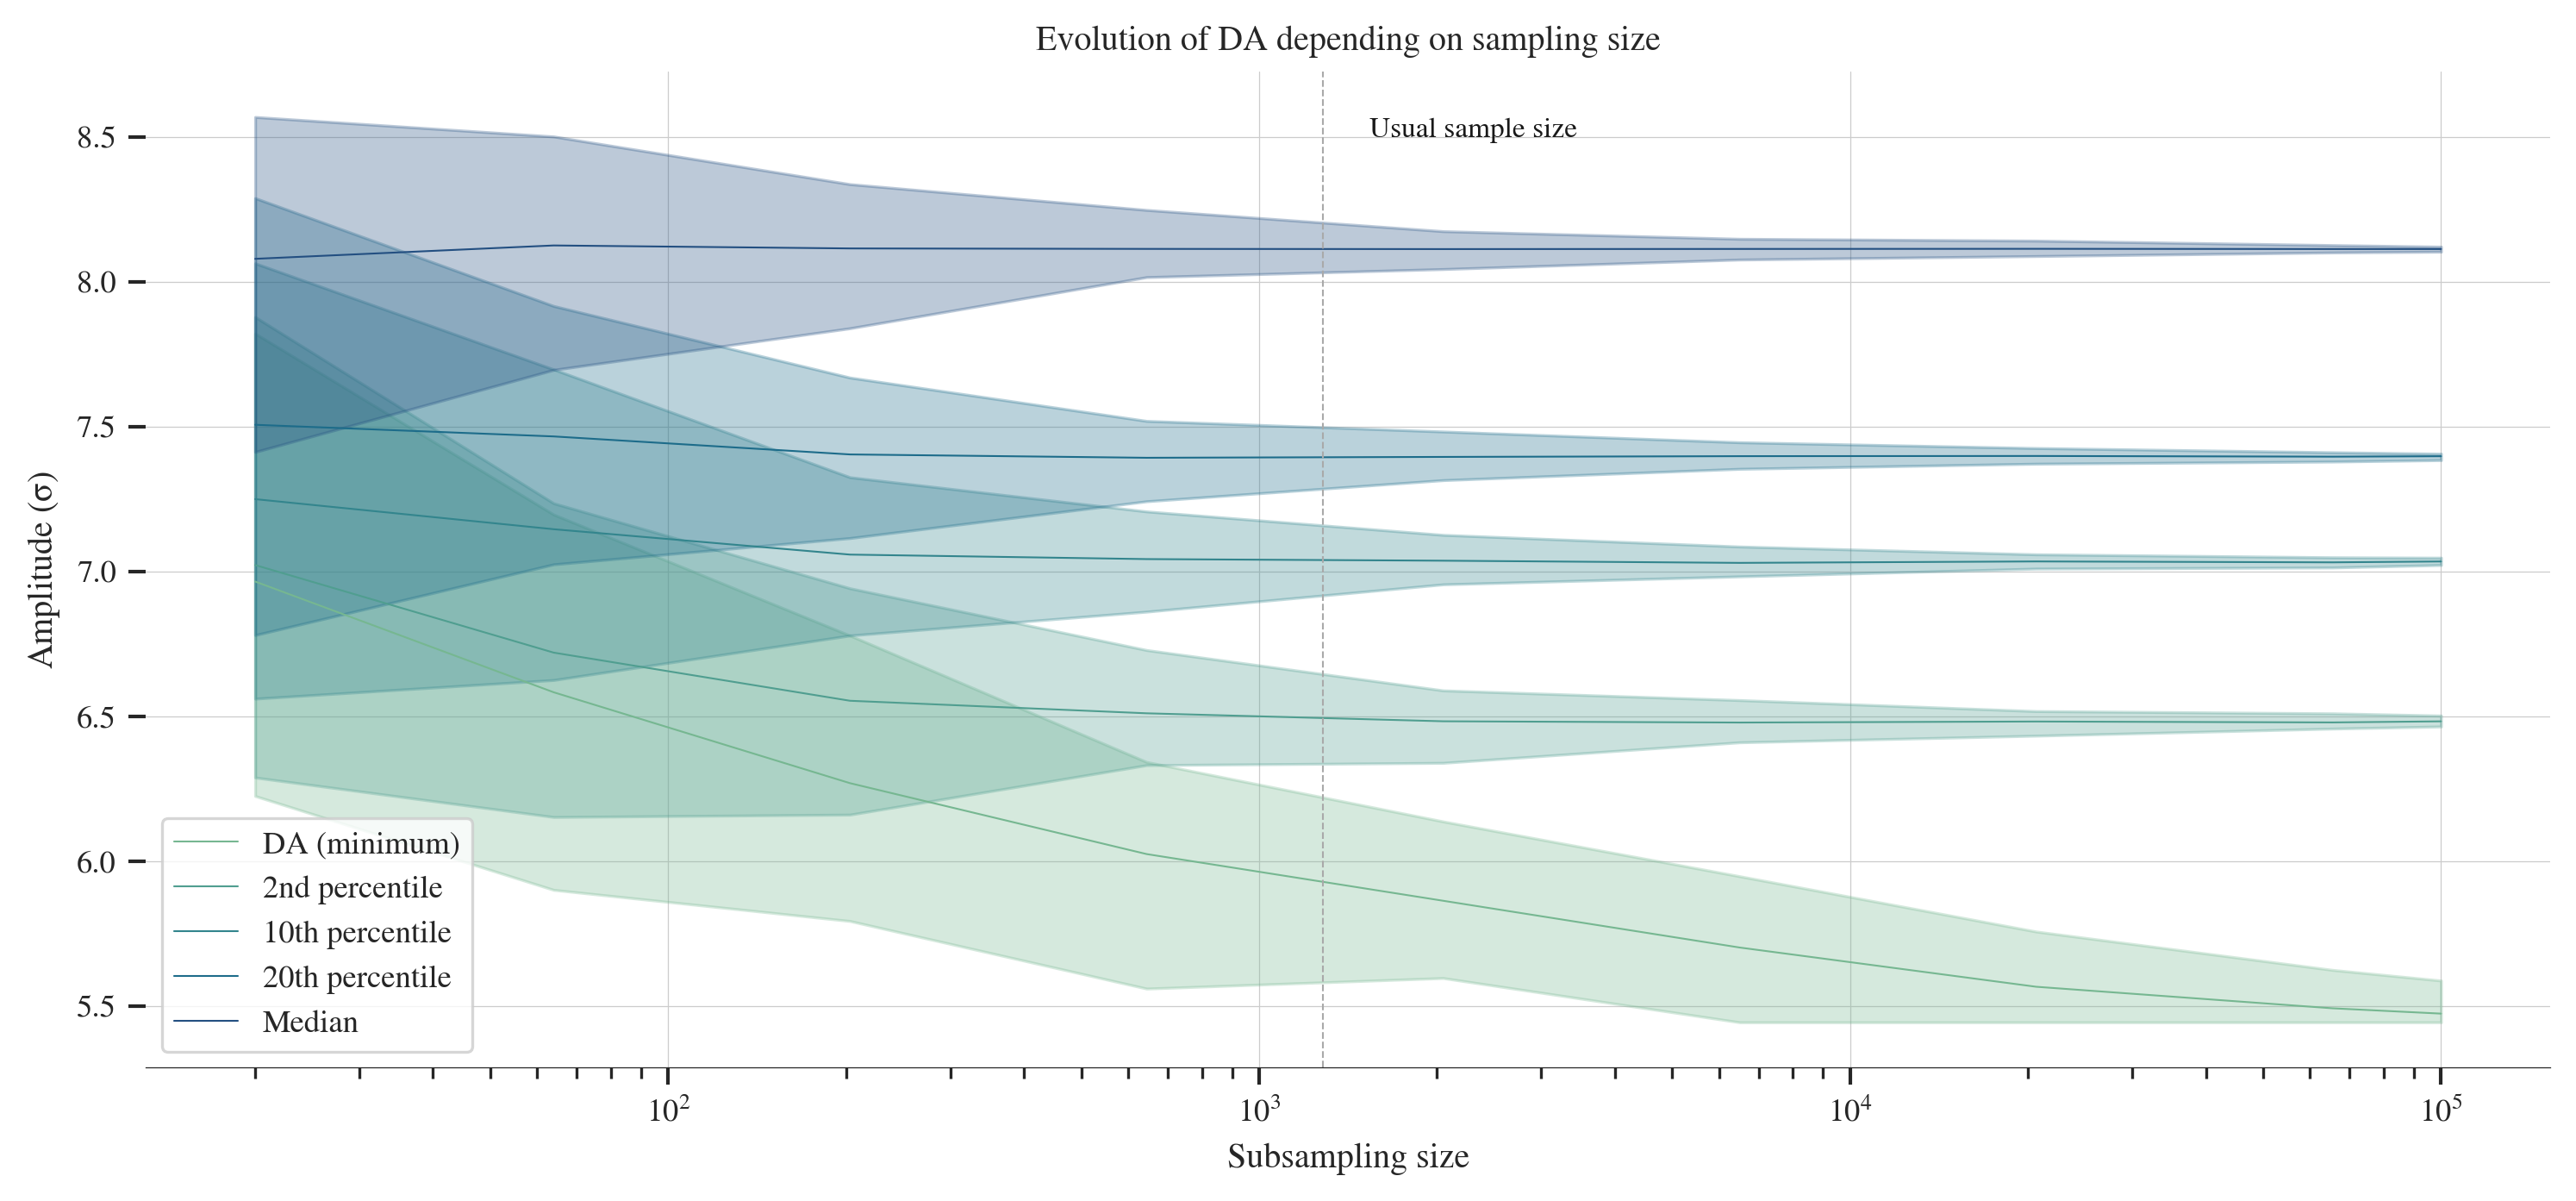 Evolution of DA depending on sampling size
Usual sample size
8.5
8.0
7.5
7.0
6.5
6.0
5.5
Amplitude (σ)
DA (minimum)
2nd percentile
10th percentile
20th percentile
Median
10² 10³ 10⁴ 10⁵
Subsampling size